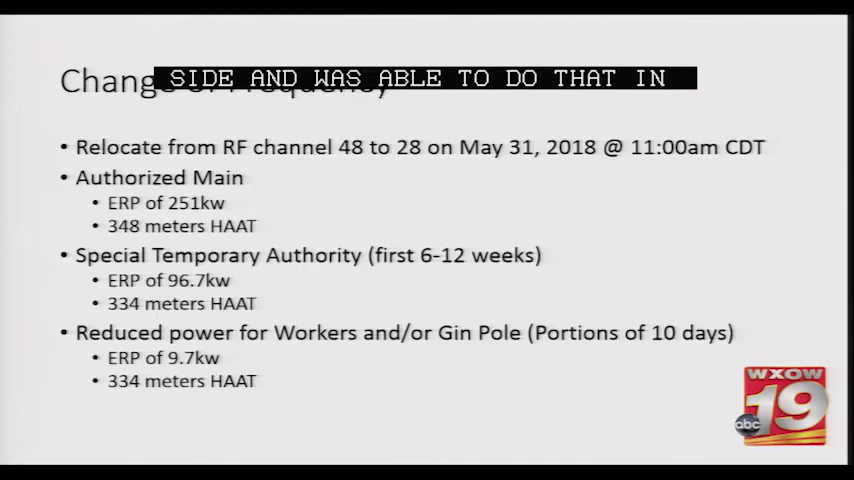 SIDE AND WAS ABLE TO DO THAT IN
Change of Frequency
• Relocate from RF channel 48 to 28 on May 31, 2018 @ 11:00am CDT
• Authorized Main
• ERP of 251kw
• 348 meters HAAT
• Special Temporary Authority (first 6-12 weeks)
• ERP of 96.7kw
• 334 meters HAAT
• Reduced power for Workers and/or Gin Pole (Portions of 10 days)
• ERP of 9.7kw
• 334 meters HAAT
WXOW
abc 19